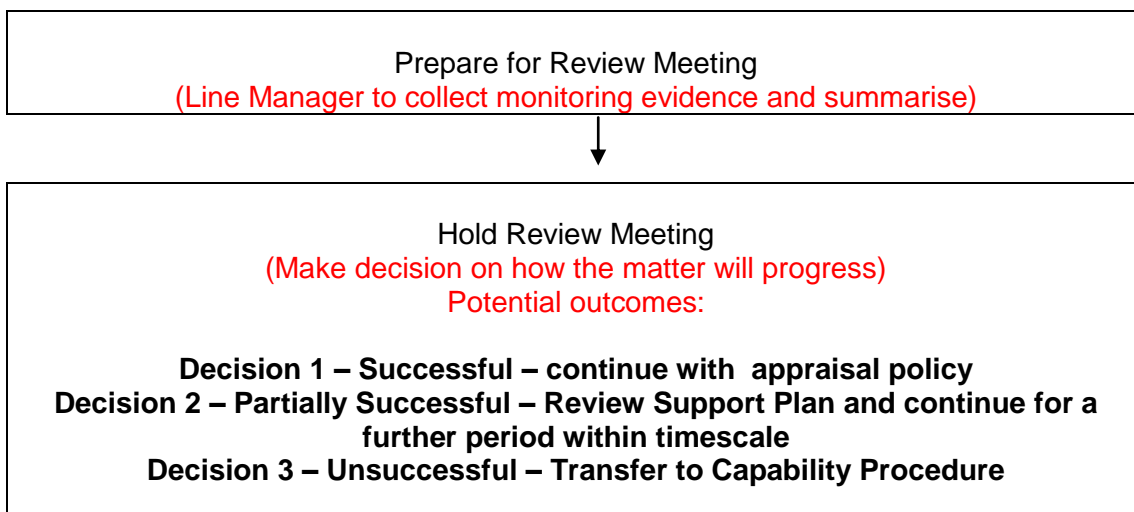 Prepare for Review Meeting
(Line Manager to collect monitoring evidence and summarise)
Hold Review Meeting
(Make decision on how the matter will progress)
Potential outcomes:
Decision 1 – Successful – continue with  appraisal policy
Decision 2 – Partially Successful – Review Support Plan and continue for a
further period within timescale
Decision 3 – Unsuccessful – Transfer to Capability Procedure